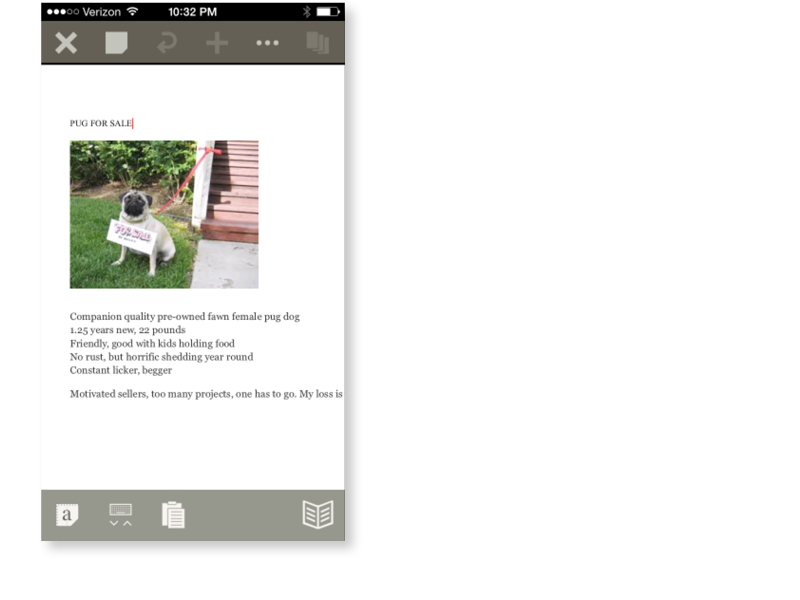 Verizon 10:32 PM
PUG FOR SALE
FOR SALE
Companion quality pre-owned fawn female pug dog
1.25 years new, 22 pounds
Friendly, good with kids holding food
No rust, but horrific shedding year round
Constant licker, begger
Motivated sellers, too many projects, one has to go. My loss is
a